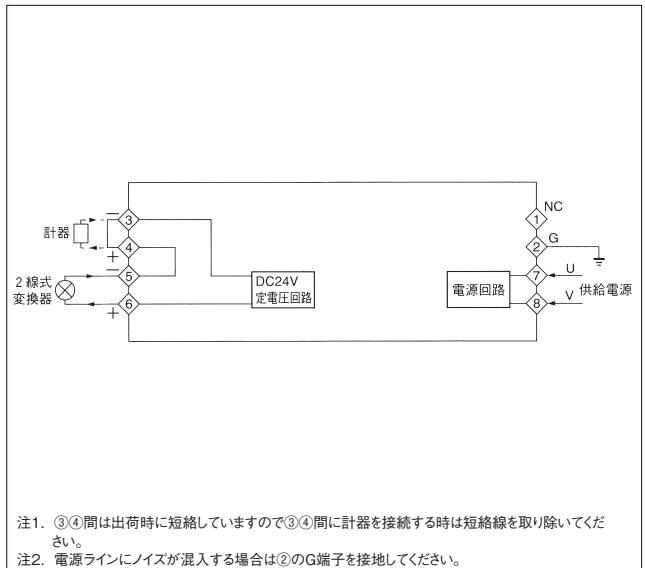 NC
1
G
2
3
計器
4
+
5
2線式
変換器
6
+
DC24V
定電圧回路
電源回路
7
U
供給電源
8
V
注1. ③④間は出荷時に短絡していますので③④間に計器を接続する時は短絡線を取り除いてくだ
さい。
注2. 電源ラインにノイズが混入する場合は②のG端子を接地してください。